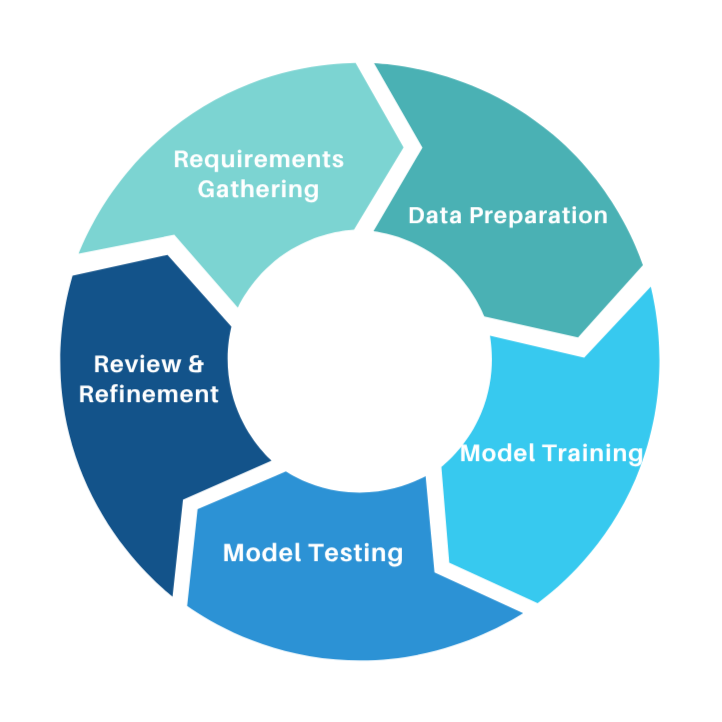 Requirements
Gathering
Data Preparation
Model Training
Model Testing
Review &
Refinement